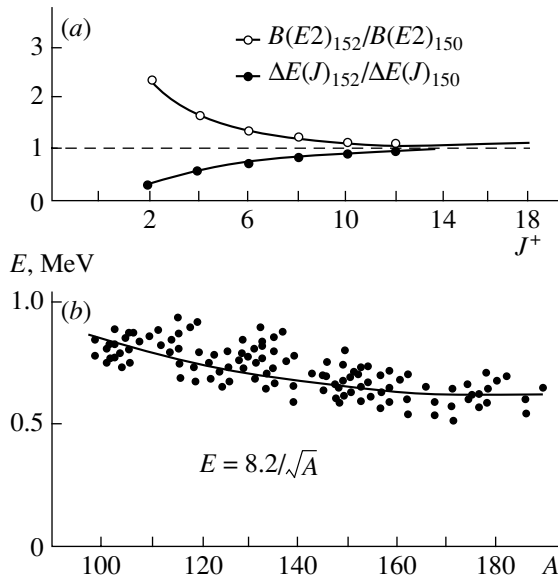 (a)
B(E2)152/B(E2)150
ΔE(J)152/ΔE(J)150
3
2
1
0
2 6 10 14 18
J+
E, MeV
(b)
1.0
0.5
0
E = 8.2/√A
100 120 140 160 180 A